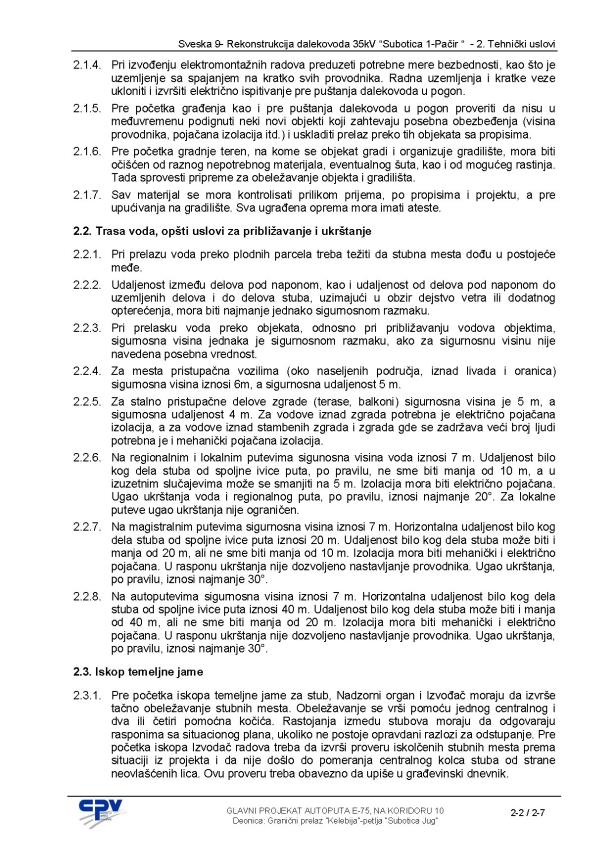 Sveska 9- Rekonstrukcija dalekovoda 35kV "Subotica 1-Pačir " - 2. Tehnički uslovi
2.1.4. Pri izvođenju elektromontažnih radova preduzeti potrebne mere bezbednosti, kao što je
uzemljenje sa spajanjem na kratko svih provodnika. Radna uzemljenja i kratke veze
ukloniti i izvršiti električno ispitivanje pre puštanja dalekovoda u pogon.
2.1.5. Pre početka građenja kao i pre puštanja dalekovoda u pogon proveriti da nisu u
međuvremenu podignuti neki novi objekti koji zahtevaju posebna obezbeđenja (visina
provodnika, pojačana izolacija itd.) i uskladiti prelaz preko tih objekata sa propisima.
2.1.6. Pre početka gradnje teren, na kome se objekat gradi i organizuje gradilište, mora biti
očišćen od raznog nepotrebnog materijala, eventualnog šuta, kao i od mogućeg rastinja.
Tada sprovesti pripreme za obeležavanje objekta i gradilišta.
2.1.7. Sav materijal se mora kontrolisati prilikom prijema, po propisima i projektu, a pre
upućivanja na gradilište. Sva ugrađena oprema mora imati ateste.
2.2. Trasa voda, opšti uslovi za približavanje i ukrštanje
2.2.1. Pri prelazu voda preko plodnih parcela treba težiti da stubna mesta dođu u postojeće
međe.
2.2.2. Udaljenost između delova pod naponom, kao i udaljenost od delova pod naponom do
uzemljenih delova i do delova stuba, uzimajući u obzir dejstvo vetra ili dodatnog
opterećenja, mora biti najmanje jednako sigurnosnom razmaku.
2.2.3. Pri prelasku voda preko objekata, odnosno pri približavanju vodova objektima,
sigurnosna visina jednaka je sigurnosnom razmaku, ako za sigurnosnu visinu nije
navedena posebna vrednost.
2.2.4. Za mesta pristupačna vozilima (oko naseljenih područja, iznad livada i oranica)
sigurnosna visina iznosi 6m, a sigurnosna udaljenost 5 m.
2.2.5. Za stalno pristupačne delove zgrade (terase, balkoni) sigurnosna visina je 5 m, a
sigurnosna udaljenost 4 m. Za vodove iznad zgrada potrebna je električno pojačana
izolacija, a za vodove iznad stambenih zgrada i zgrada gde se zadržava veći broj ljudi
potrebna je i mehanički pojačana izolacija.
2.2.6. Na regionalnim i lokalnim putevima sigunosna visina voda iznosi 7 m. Udaljenost bilo
kog dela stuba od spoljne ivice puta, po pravilu, ne sme biti manja od 10 m, a u
izuzetnim slučajevima može se smanjiti na 5 m. Izolacija mora biti električno pojačana.
Ugao ukrštanja voda i regionalnog puta, po pravilu, iznosi najmanje 20°. Za lokalne
puteve ugao ukrštanja nije ograničen.
2.2.7. Na magistralnim putevima sigurnosna visina iznosi 7 m. Horizontalna udaljenost bilo kog
dela stuba od spoljne ivice puta iznosi 20 m. Udaljenost bilo kog dela stuba može biti i
manja od 20 m, ali ne sme biti manja od 10 m. Izolacija mora biti mehanički i električno
pojačana. U rasponu ukrštanja nije dozvoljeno nastavljanje provodnika. Ugao ukrštanja,
po pravilu, iznosi najmanje 30°.
2.2.8. Na autoputevima sigurnosna visina iznosi 7 m. Horizontalna udaljenost bilo kog dela
stuba od spoljne ivice puta iznosi 40 m. Udaljenost bilo kog dela stuba može biti i manja
od 40 m, ali ne sme biti manja od 20 m. Izolacija mora biti mehanički i električno
pojačana. U rasponu ukrštanja nije dozvoljeno nastavljanje provodnika. Ugao ukrštanja,
po pravilu, iznosi najmanje 30°.
2.3. Iskop temeljne jame
2.3.1. Pre početka iskopa temeljne jame za stub, Nadzorni organ i Izvođač moraju da izvrše
tačno obeležavanje stubnih mesta. Obeležavanje se vrši pomoću jednog centralnog i
dva ili četiri pomoćna kočića. Rastojanja izmedu stubova moraju da odgovaraju
rasponima sa situacionog plana, ukoliko ne postoje opravdani razlozi za odstupanje. Pre
početka iskopa Izvođač radova treba da izvrši proveru iskolčenih stubnih mesta prema
situaciji iz projekta i da nije došlo do pomeranja centralnog kolca stuba od strane
neovlašćenih lica. Ovu proveru treba obavezno da upiše u građevinski dnevnik.
CPV
GLAVNI PROJEKAT AUTOPUTA E-75, NA KORIDORU 10
Deonica: Granični prelaz "Kelebija"-petlja "Subotica Jug"
2-2 / 2-7